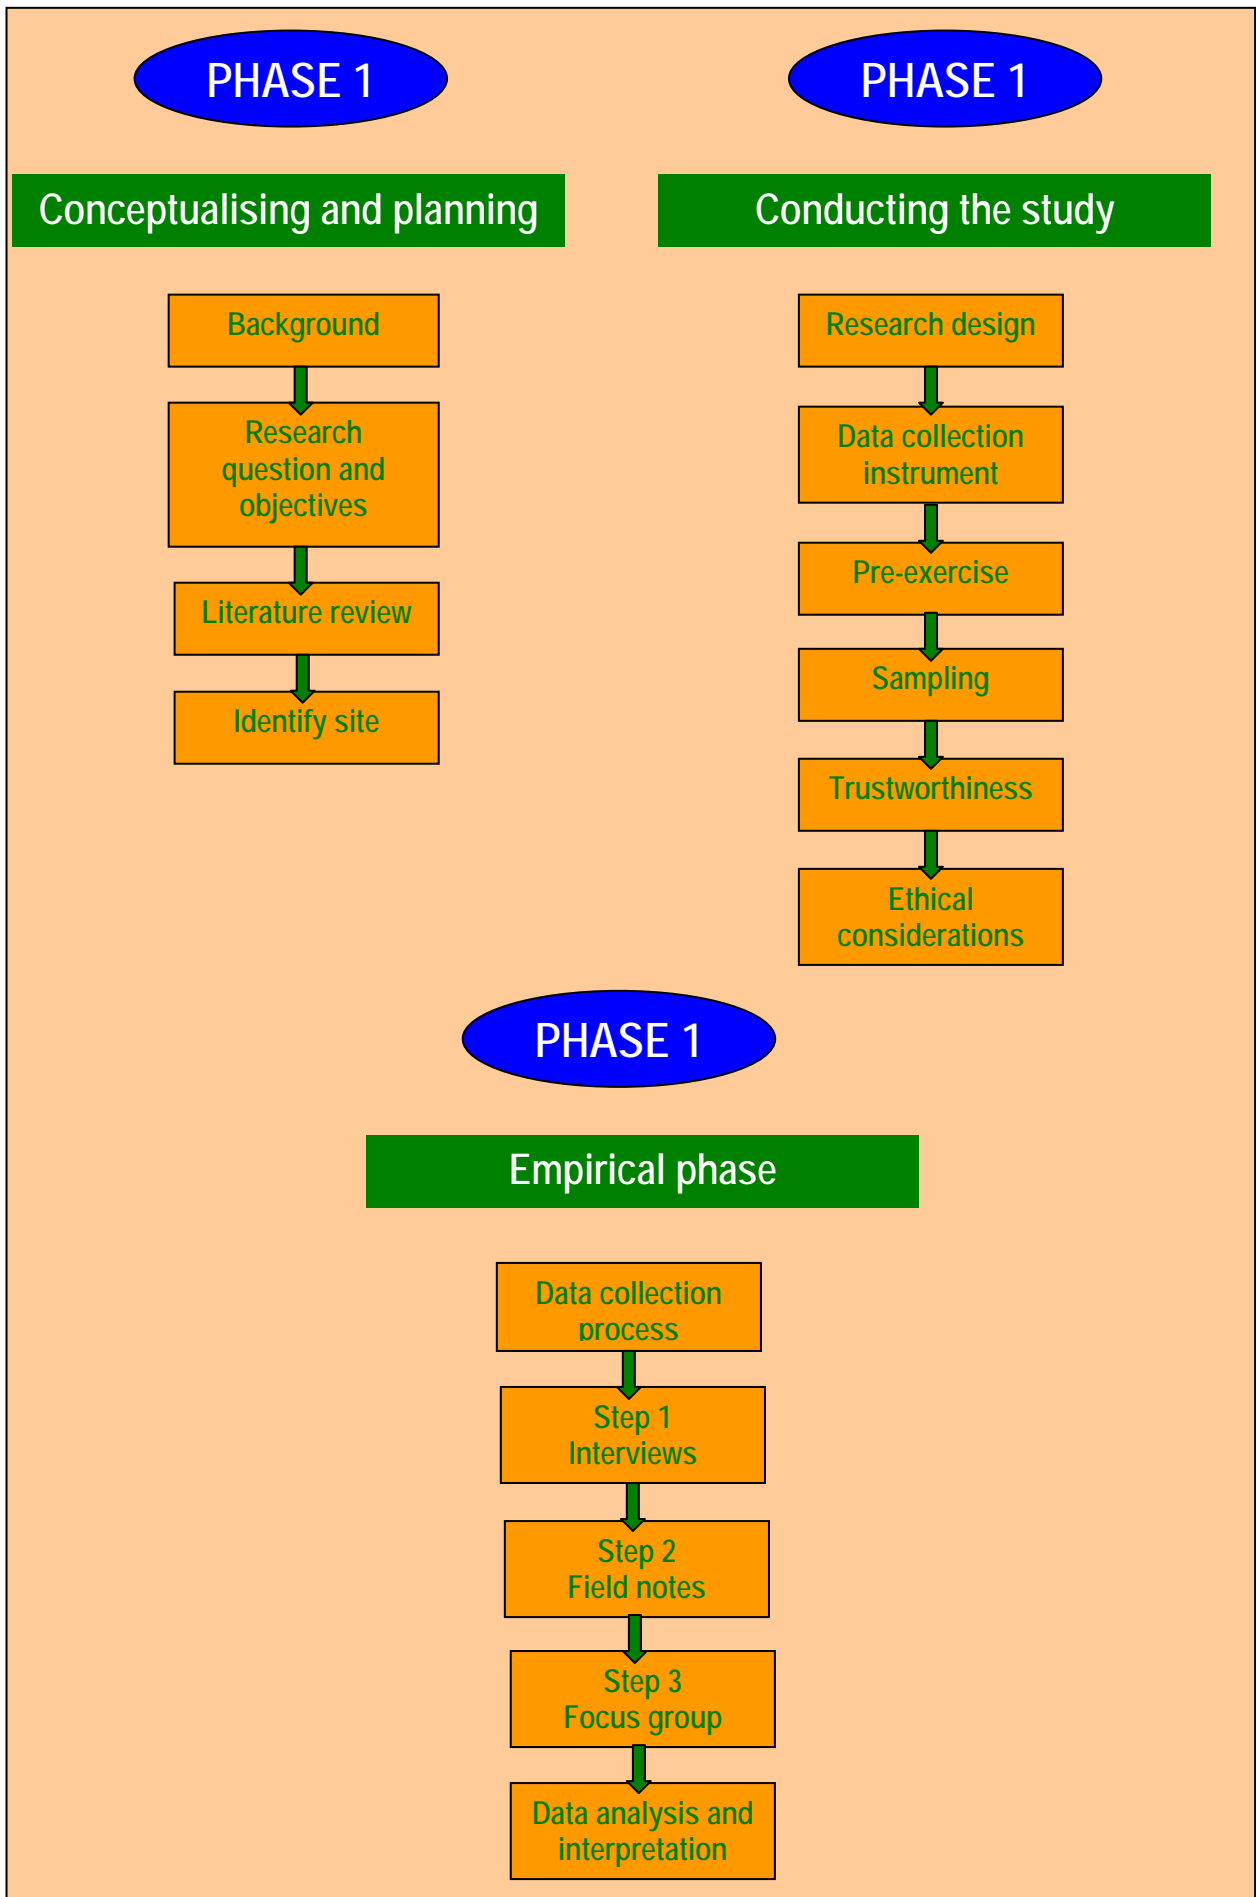 PHASE 1
Conceptualising and planning
Background
Research
question and
objectives
Literature review
Identify site
PHASE 1
Conducting the study
Research design
Data collection
instrument
Pre-exercise
Sampling
Trustworthiness
Ethical
considerations
PHASE 1
Empirical phase
Data collection
process
Step 1
Interviews
Step 2
Field notes
Step 3
Focus group
Data analysis and
interpretation